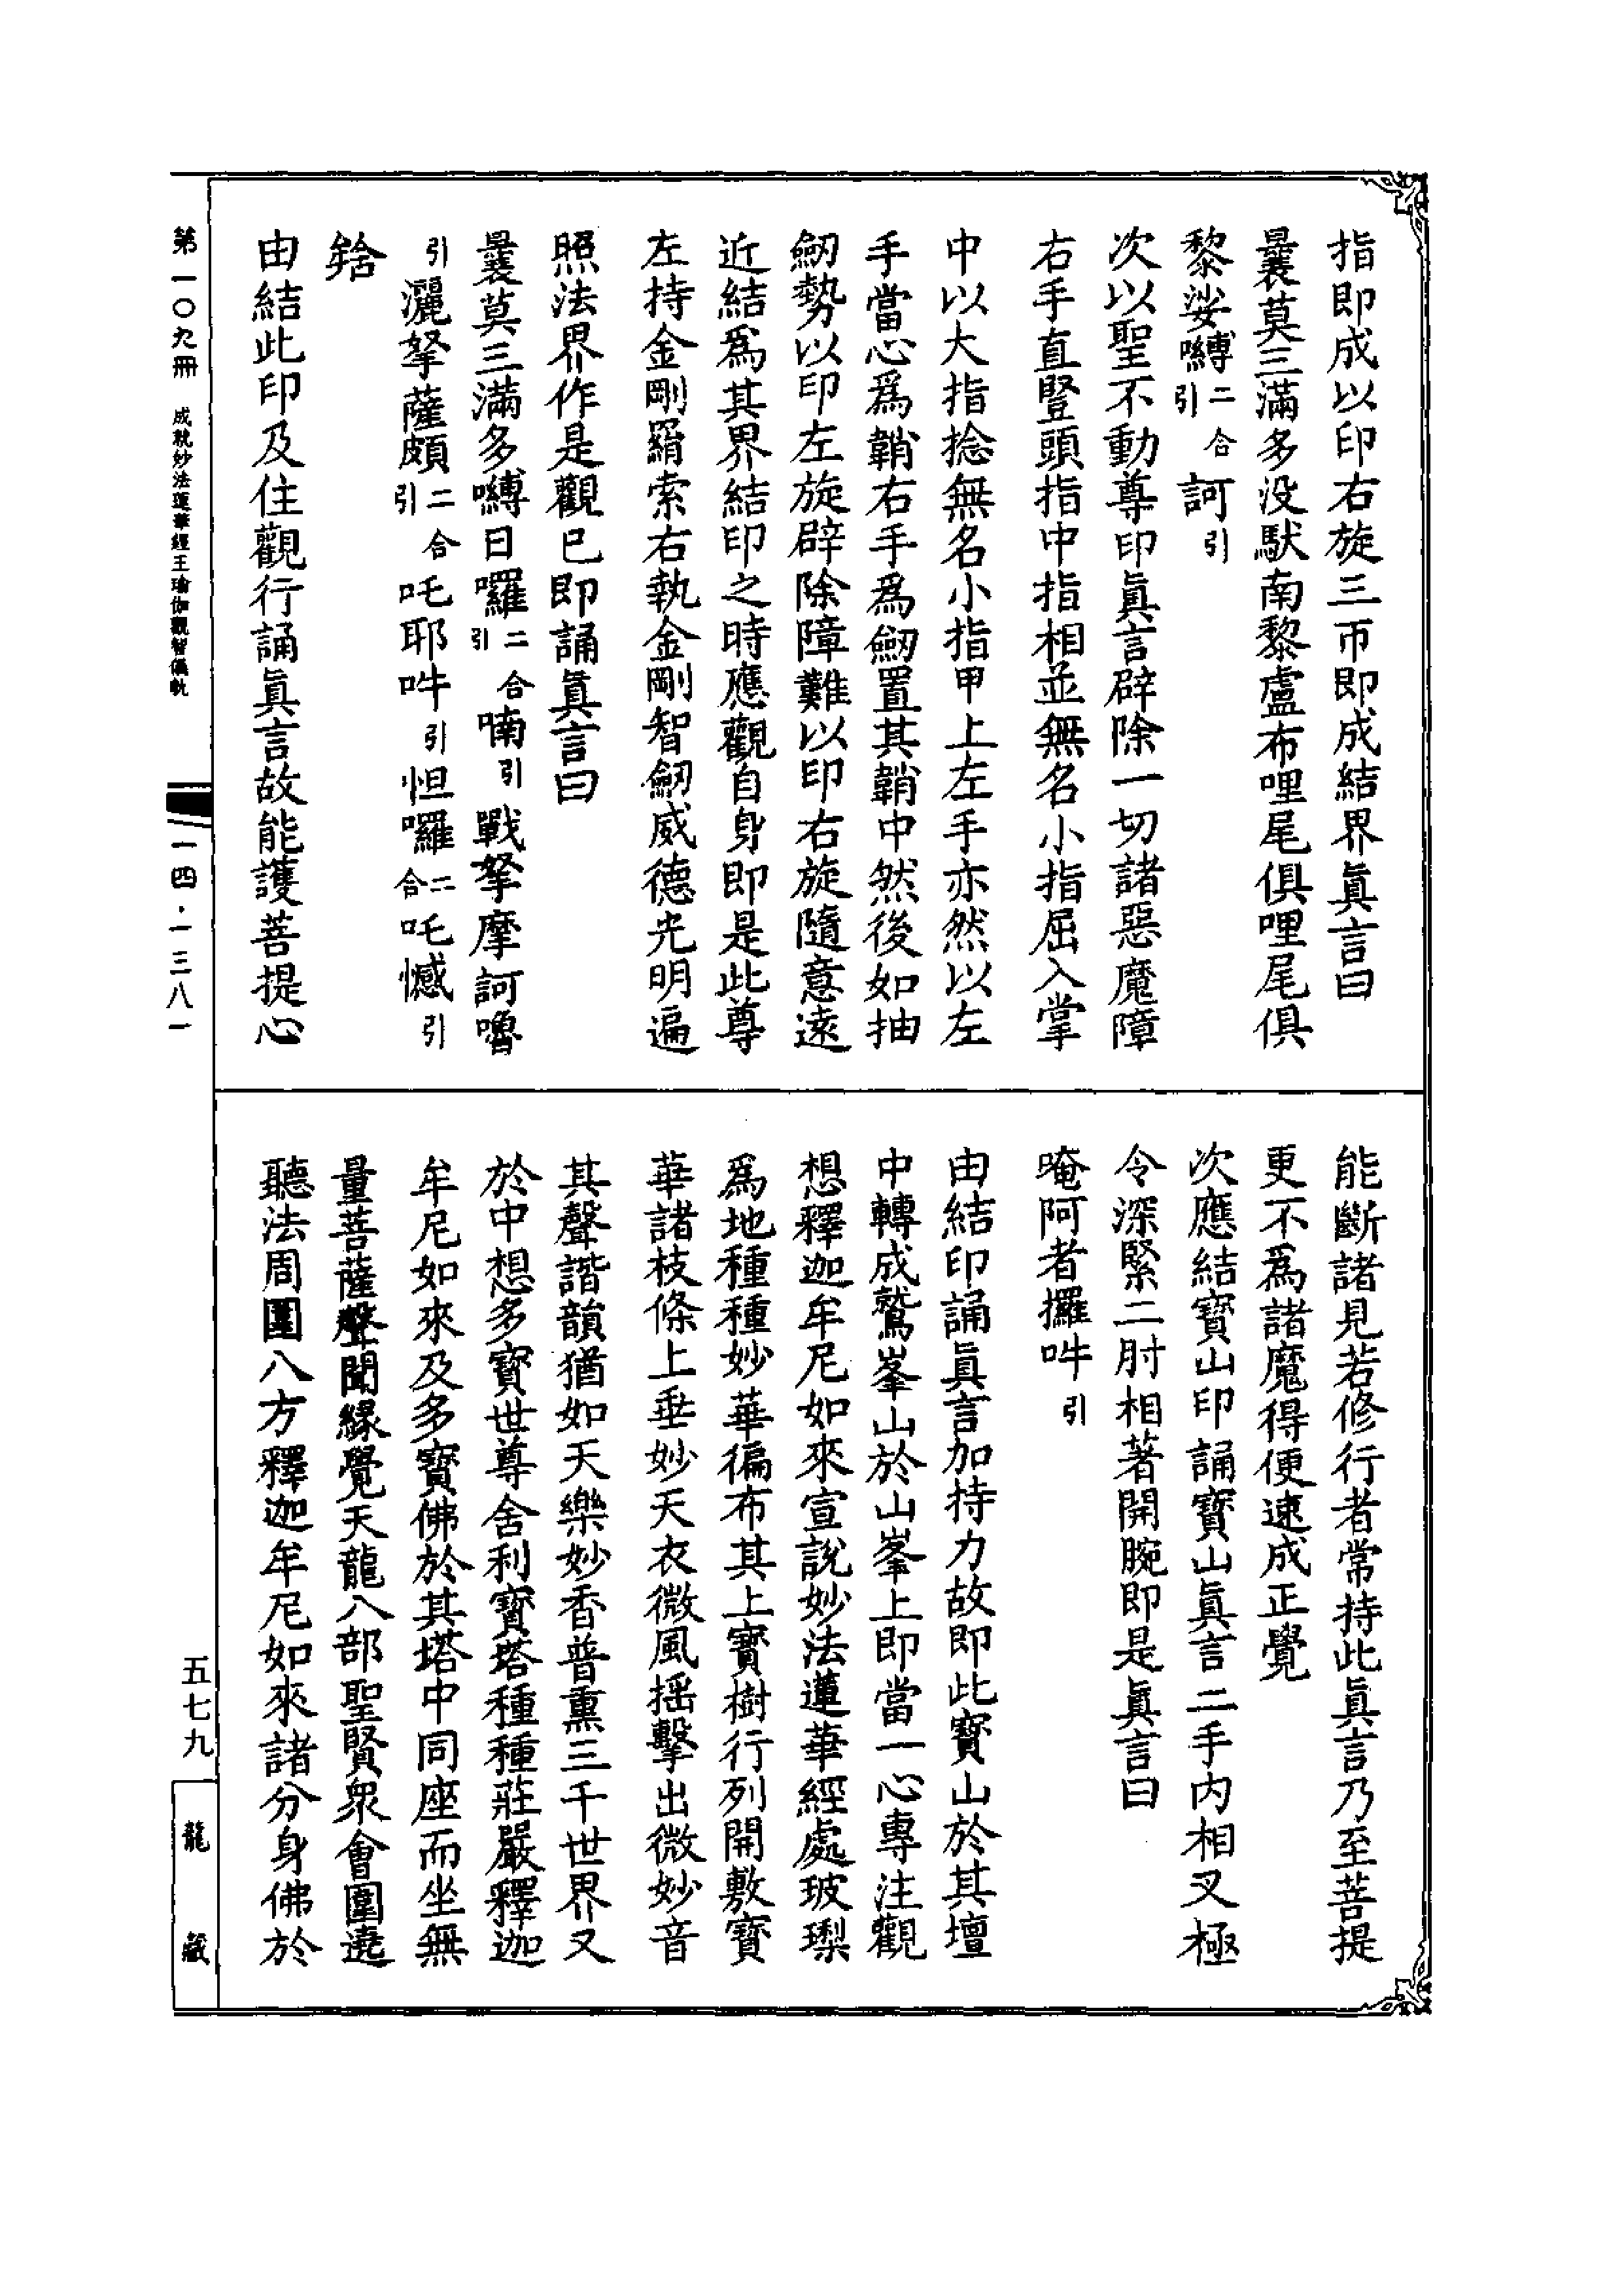 指即成以印右旋三帀即成結界眞言曰
曩莫三滿多沒馱南黎盧布哩尾俱哩尾俱
黎娑嚩二合引訶引
次以聖不動尊印眞言辟除一切諸惡魔障
右手直豎頭指中指相並無名小指屈入掌
中以大指捻無名小指甲上左手亦然以左
手當心爲鞘右手爲劒置其鞘中然後如抽
劒勢以印左旋辟除障難以印右旋隨意遠
近結爲其界結印之時應觀自身即是此尊
左持金剛羂索右執金剛智劒威德光明遍
照法界作是觀已即誦眞言曰
曩莫三滿多嚩日囉二合引喃引戰拏摩訶嚕
引灑拏薩頗二合引吒耶吽引怛囉二合吒憾引
𤚥
由結此印及住觀行誦眞言故能護菩提心
能斷諸見若修行者常持此眞言乃至菩提
更不爲諸魔得便速成正覺
次應結寶山印誦寶山眞言二手內相叉極
令深緊二肘相著開腕即是眞言曰
唵阿者攞吽引
由結印誦眞言加持力故即此寶山於其壇
中轉成鷲峯山於山峯上即當一心專注觀
想釋迦牟尼如來宣說妙法蓮華經處玻瓈
爲地種種妙華徧布其上寶樹行列開敷寶
華諸枝條上垂妙天衣微風搖擊出微妙音
其聲諧韻猶如天樂妙香普熏三千世界又
於中想多寶世尊舍利寶塔種種莊嚴釋迦
牟尼如來及多寶佛於其塔中同座而坐無
量菩薩聲聞緣覺天龍八部聖賢衆會圍遶
聽法周圍八方釋迦牟尼如來諸分身佛於
第一〇九冊　成就妙法蓮華經王瑜伽觀智儀軌
一四·一三八一
五七九
龍藏